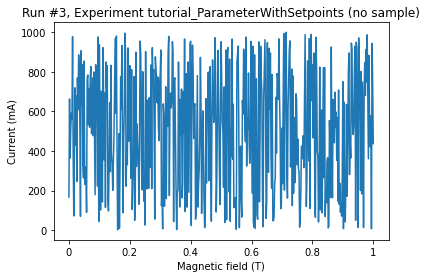 Run #3, Experiment tutorial_ParameterWithSetpoints (no sample)
1000
800
600
400
200
0
Current (mA)
0 0.2 0.4 0.6 0.8 1
Magnetic field (T)